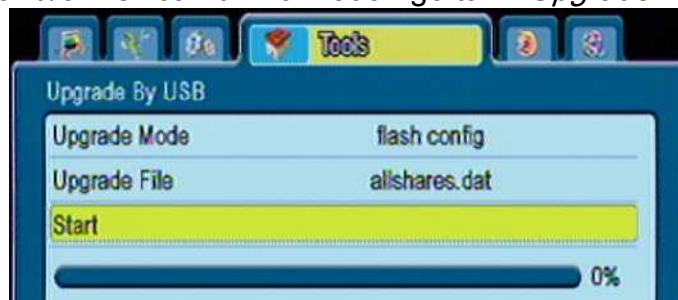 Tools
Upgrade By USB
Upgrade Mode flash config
Upgrade File allshares.dat
Start
0%